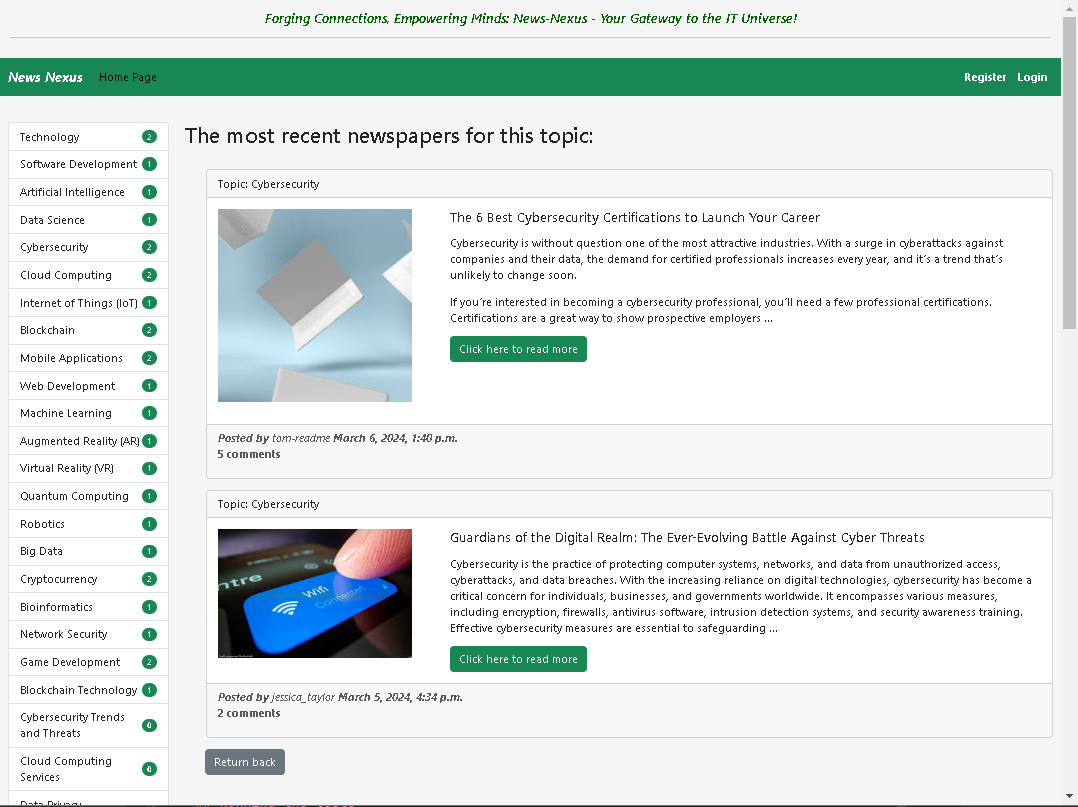 Forging Connections, Empowering Minds: News-Nexus - Your Gateway to the IT Universe!
News Nexus Home Page Register Login
Technology 2
Software Development 1
Artificial Intelligence 1
Data Science 1
Cybersecurity 2
Cloud Computing 2
Internet of Things (IoT) 1
Blockchain 2
Mobile Applications 2
Web Development 1
Machine Learning 1
Augmented Reality (AR) 1
Virtual Reality (VR) 1
Quantum Computing 1
Robotics 1
Big Data 1
Cryptocurrency 2
Bioinformatics 1
Network Security 1
Game Development 2
Blockchain Technology 1
Cybersecurity Trends
and Threats 0
Cloud Computing
Services 0
Data Privacy
The most recent newspapers for this topic:
Topic: Cybersecurity
The 6 Best Cybersecurity Certifications to Launch Your Career
Cybersecurity is without question one of the most attractive industries. With a surge in cyberattacks against
companies and their data, the demand for certified professionals increases every year, and it's a trend that's
unlikely to change soon.
If you're interested in becoming a cybersecurity professional, you'll need a few professional certifications.
Certifications are a great way to show prospective employers ...
Click here to read more
Posted by tom-readme March 6, 2024, 1:40 p.m.
5 comments
Topic: Cybersecurity
ntre
Wifi
Connected
Guardians of the Digital Realm: The Ever-Evolving Battle Against Cyber Threats
Cybersecurity is the practice of protecting computer systems, networks, and data from unauthorized access,
cyberattacks, and data breaches. With the increasing reliance on digital technologies, cybersecurity has become a
critical concern for individuals, businesses, and governments worldwide. It encompasses various measures,
including encryption, firewalls, antivirus software, intrusion detection systems, and security awareness training.
Effective cybersecurity measures are essential to safeguarding ...
Click here to read more
Posted by jessica_taylor March 5, 2024, 4:34 p.m.
2 comments
Return back